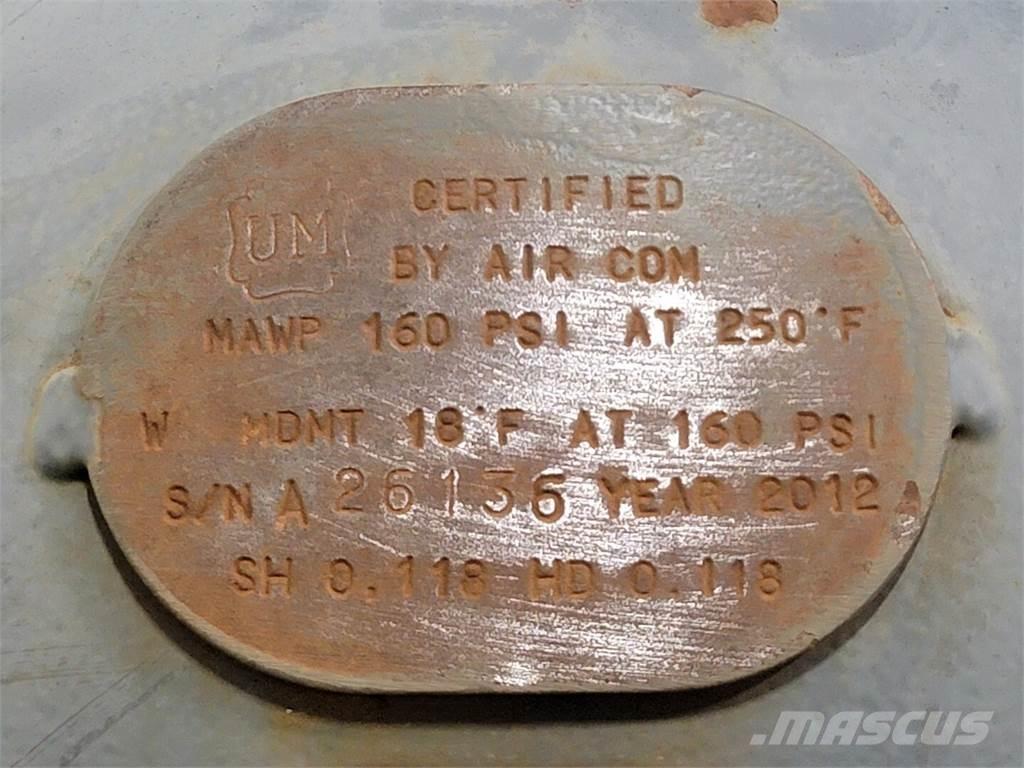 UM
CERTIFIED
BY AIR COM
MAWP 160 PSI AT 250°F
W MDMT 18°F AT 160 PSI
S/N A 26136 YEAR 2012
SH 0.118 HD 0.118
MASCUS